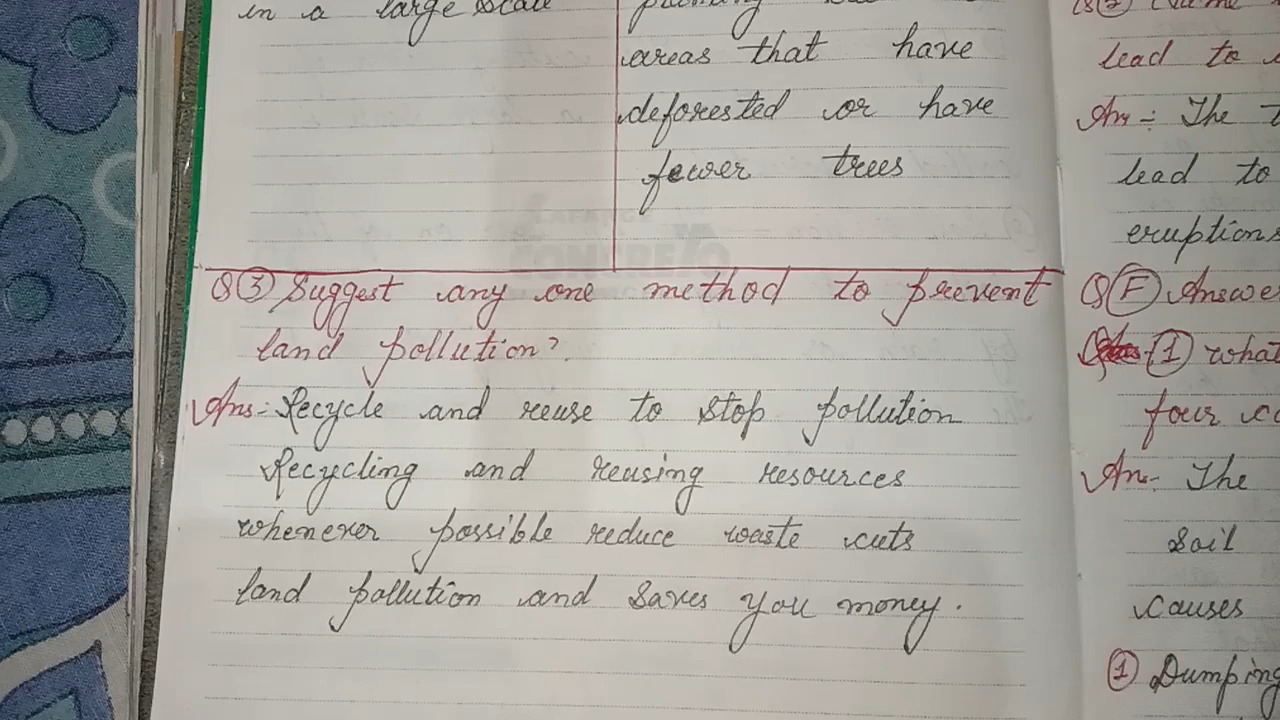 in a large scale
areas that have
deforested or have
fewer trees
Q③ Suggest any one method to prevent
land pollution?
Ans:- Recycle and reuse to stop pollution
Recycling and reusing resources
whenever possible reduce waste cuts
land pollution and saves you money.
lead to
Ans:- The
lead to
eruptions
Q Ⓕ Answe
① what
four
An- The
Soil
causes
① Dumping